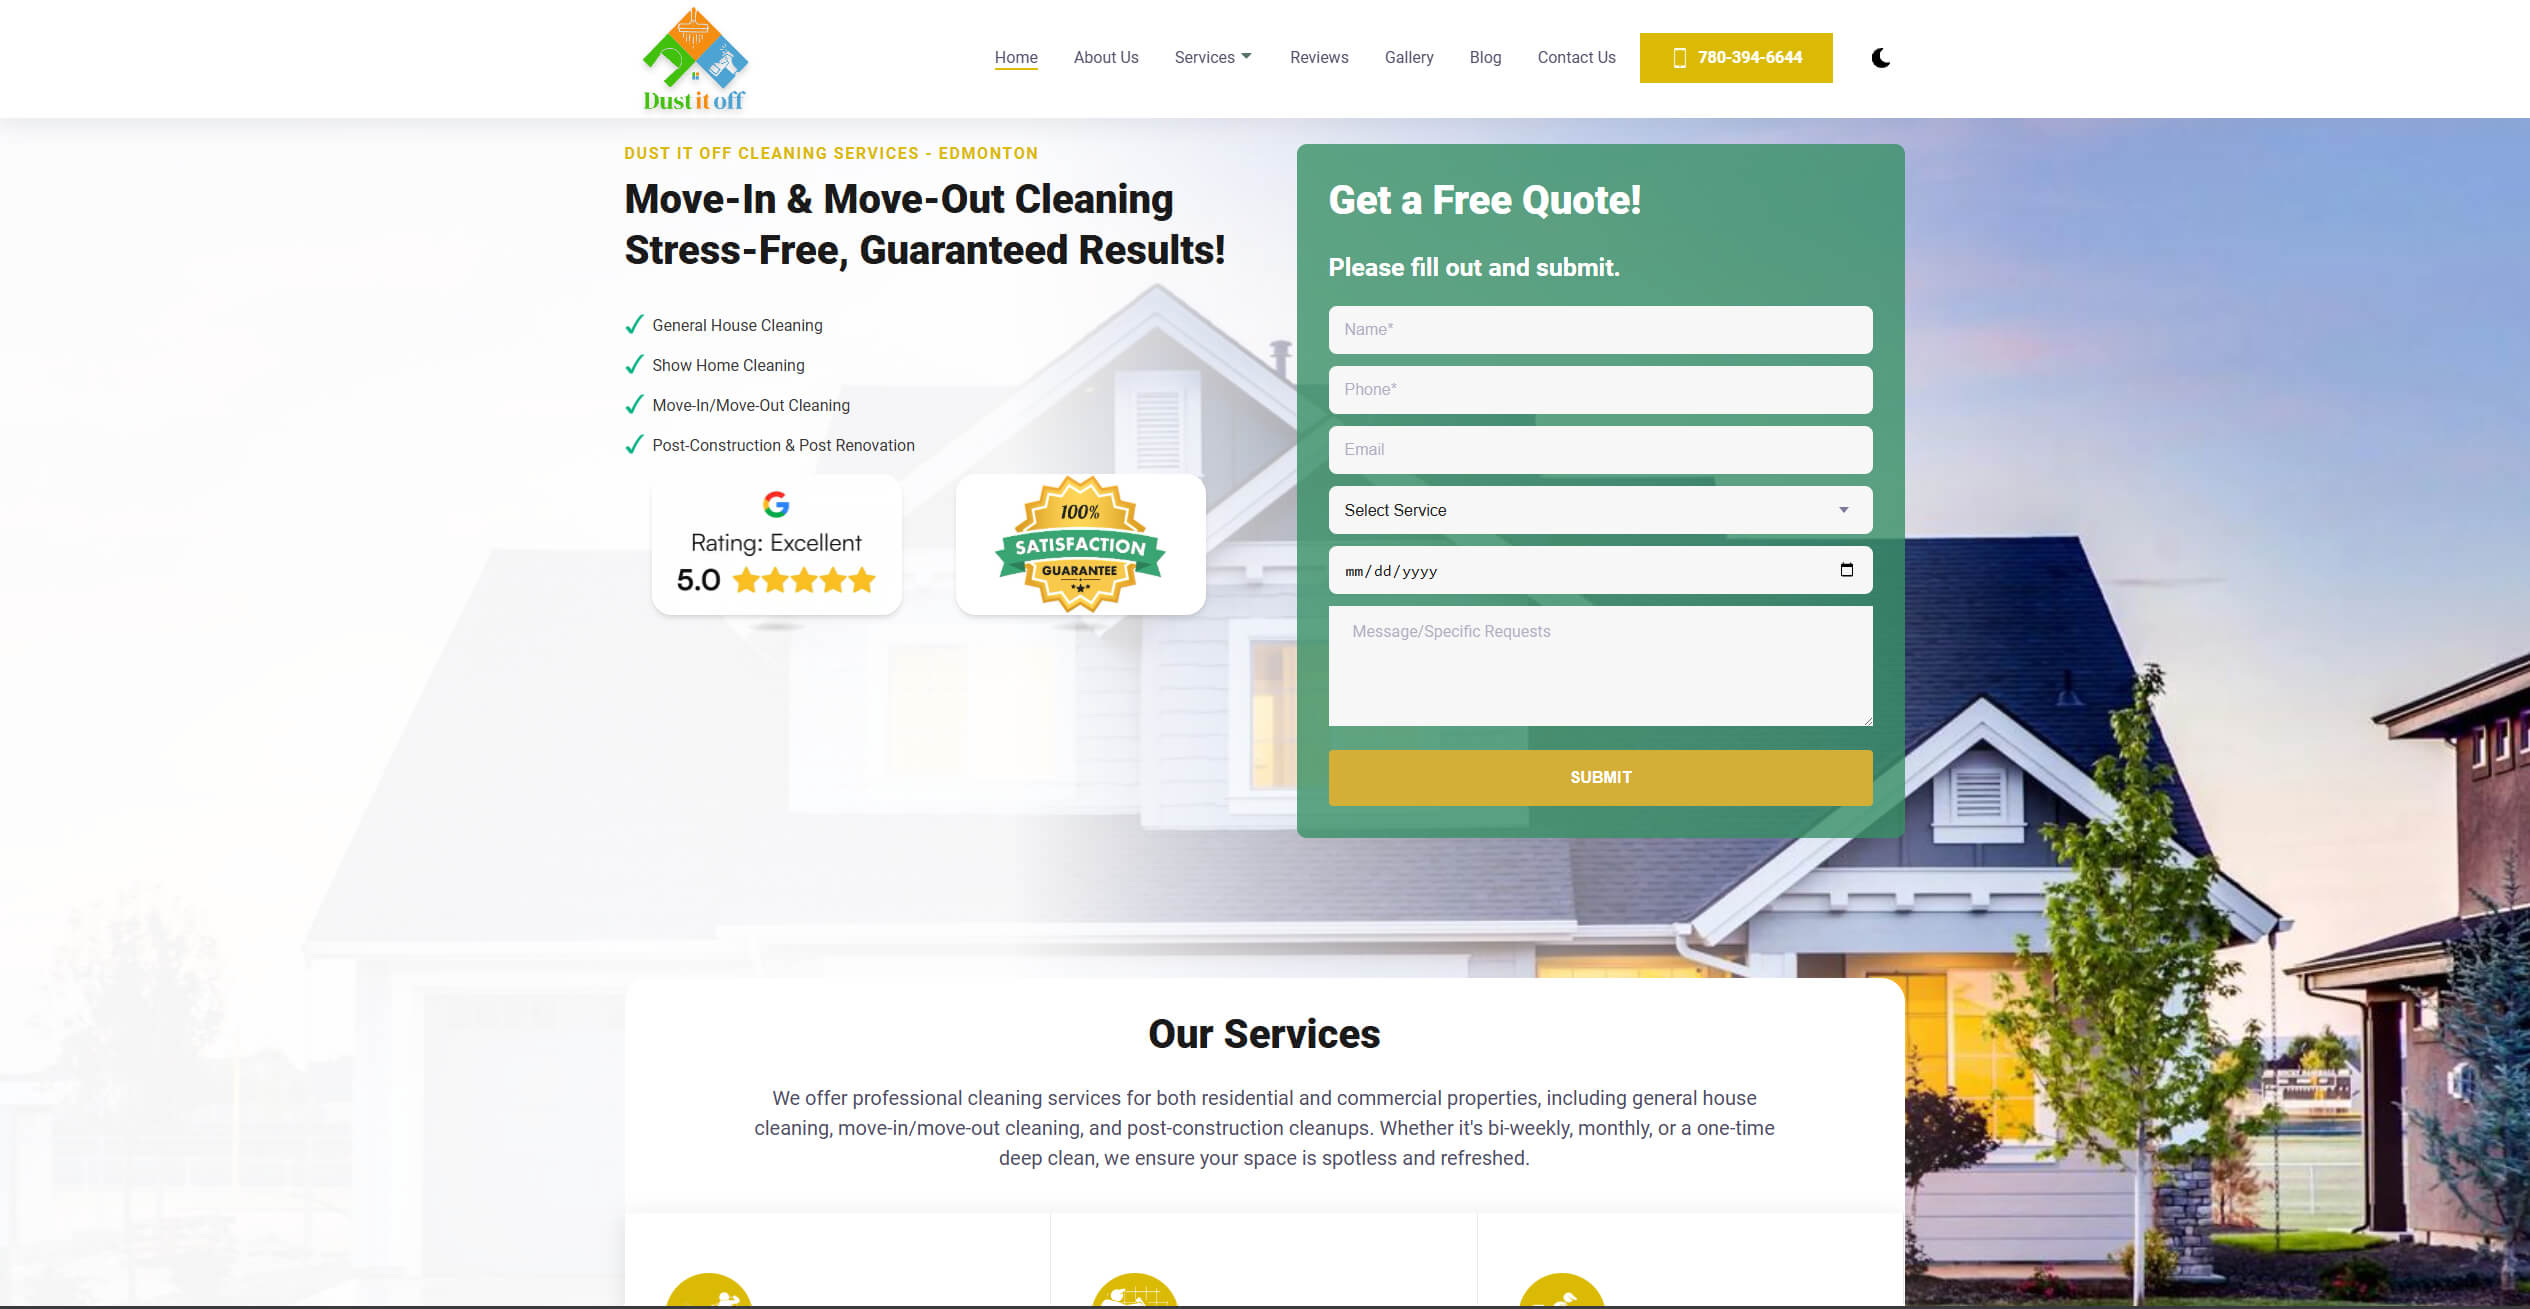 Dust it off
Home
About Us
Services
Reviews
Gallery
Blog
Contact Us
780-394-6644
DUST IT OFF CLEANING SERVICES - EDMONTON
Move-In & Move-Out Cleaning
Stress-Free, Guaranteed Results!
General House Cleaning
Show Home Cleaning
Move-In/Move-Out Cleaning
Post-Construction & Post Renovation
G
Rating: Excellent
5.0
100%
SATISFACTION
GUARANTEE
Get a Free Quote!
Please fill out and submit.
Name*
Phone*
Email
Select Service
mm/dd/yyyy
Message/Specific Requests
SUBMIT
Our Services
We offer professional cleaning services for both residential and commercial properties, including general house
cleaning, move-in/move-out cleaning, and post-construction cleanups. Whether it's bi-weekly, monthly, or a one-time
deep clean, we ensure your space is spotless and refreshed.